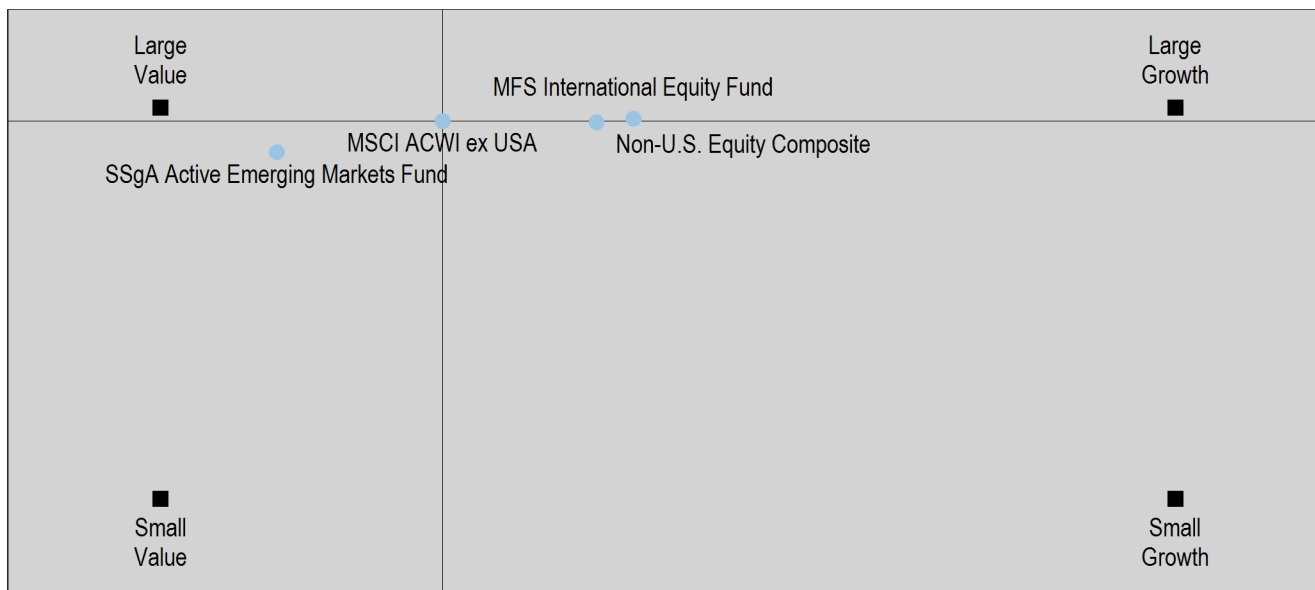 Large
Value
Large
Growth
MFS International Equity Fund
MSCI ACWI ex USA
Non-U.S. Equity Composite
SSgA Active Emerging Markets Fund
Small
Value
Small
Growth